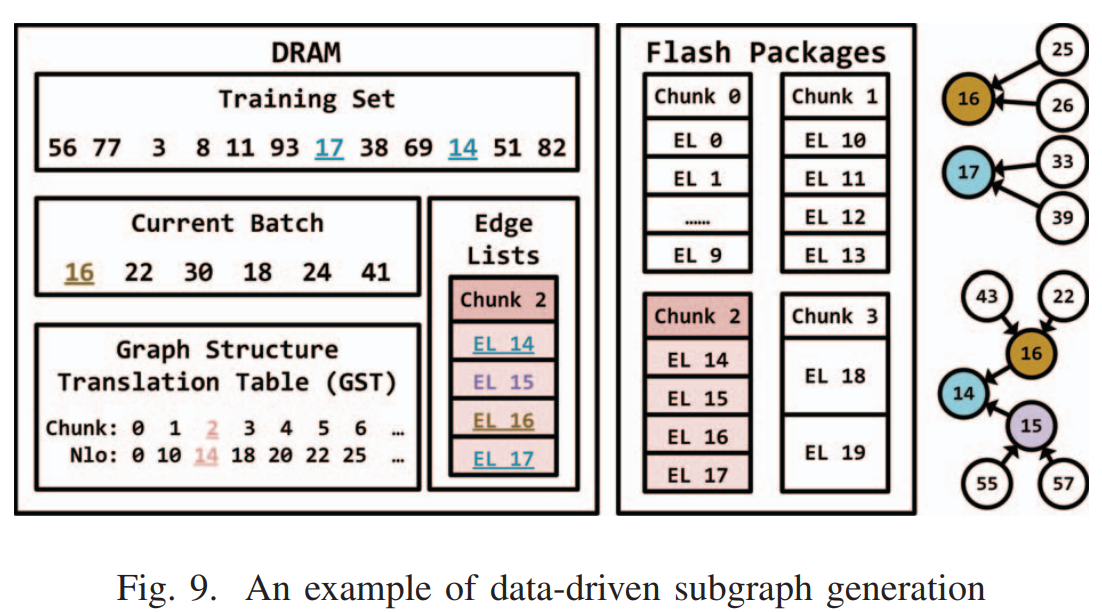 DRAM
Training Set
56 77 3 8 11 93 17 38 69 14 51 82
Current Batch
16 22 30 18 24 41
Graph Structure
Translation Table (GST)
Chunk: 0 1 2 3 4 5 6 …
Nlo: 0 10 14 18 20 22 25 …
Edge
Lists
Chunk 2
EL 14
EL 15
EL 16
EL 17
Flash Packages
Chunk 0
EL 0
EL 1
……
EL 9
Chunk 1
EL 10
EL 11
EL 12
EL 13
Chunk 2
EL 14
EL 15
EL 16
EL 17
Chunk 3
EL 18
EL 19
25
16
26
33
17
39
43
22
16
14
15
55
57
Fig. 9. An example of data-driven subgraph generation